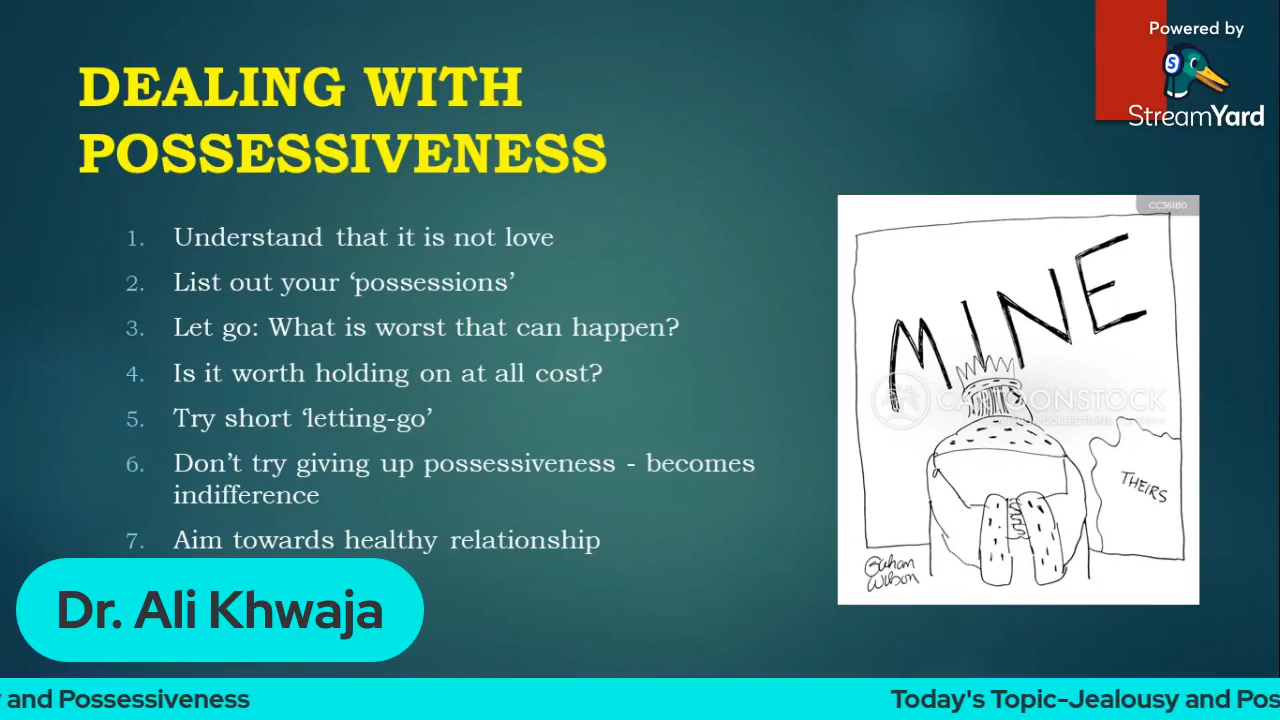 Powered by
StreamYard
DEALING WITH
POSSESSIVENESS
1. Understand that it is not love
2. List out your ‘possessions’
3. Let go: What is worst that can happen?
4. Is it worth holding on at all cost?
5. Try short ‘letting-go’
6. Don’t try giving up possessiveness - becomes
indifference
7. Aim towards healthy relationship
CC36180
MINE
CARTOONSTOCK
THEIRS
Gahan
Wilson
Dr. Ali Khwaja
and Possessiveness
Today's Topic-Jealousy and Pos